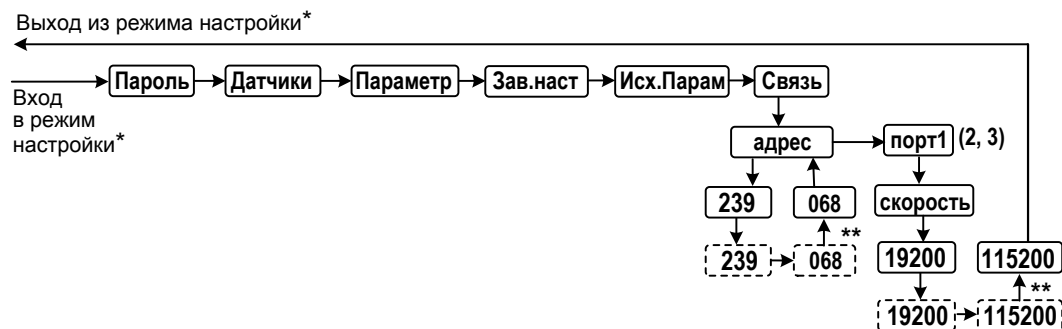 Выход из режима настройки*
Пароль Датчики Параметр Зав.наст Исх.Парам Связь
Вход
в режим
настройки*
адрес порт1 (2, 3)
239 068 скорость
**
239 068 19200 115200
**
19200 115200